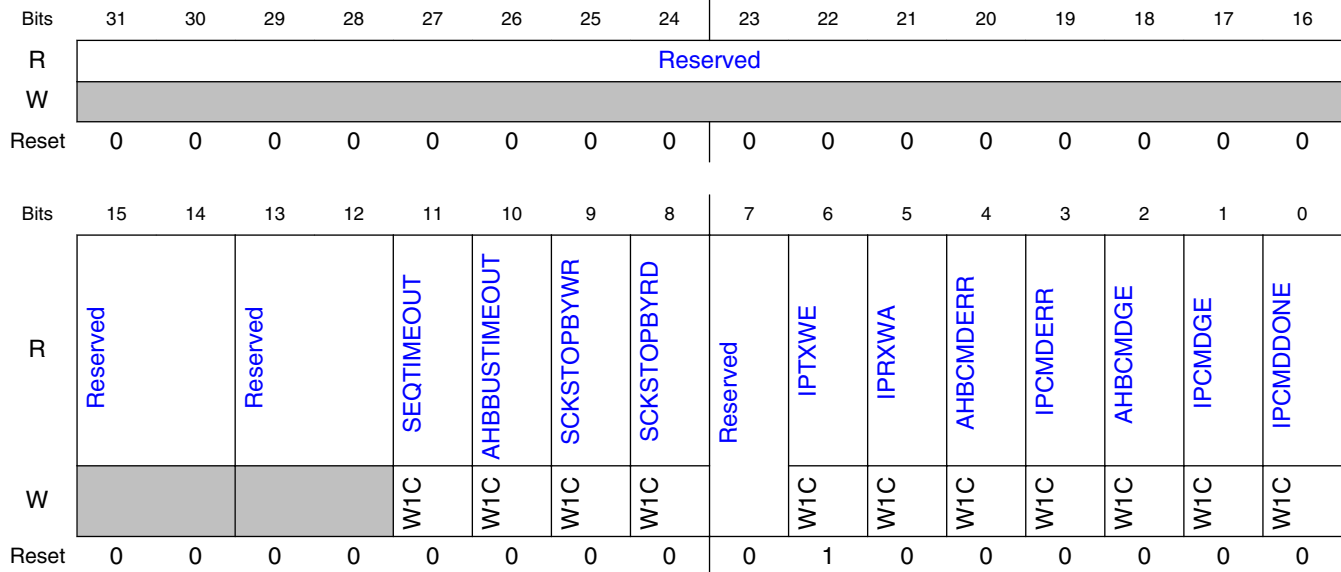 Bits 31 30 29 28 27 26 25 24 23 22 21 20 19 18 17 16
R Reserved
W
Reset 0 0 0 0 0 0 0 0 0 0 0 0 0 0 0 0
Bits 15 14 13 12 11 10 9 8 7 6 5 4 3 2 1 0
R Reserved Reserved SEQTIMEOUT AHBBUSTIMEOUT SCKSTOPBYWR SCKSTOPBYRD Reserved IPTXWE IPRXWA AHBCMDERR IPCMDERR AHBCMDGE IPCMDGE IPCMDDONE
W W1C W1C W1C W1C W1C W1C W1C W1C W1C W1C W1C
Reset 0 0 0 0 0 0 0 0 0 1 0 0 0 0 0 0